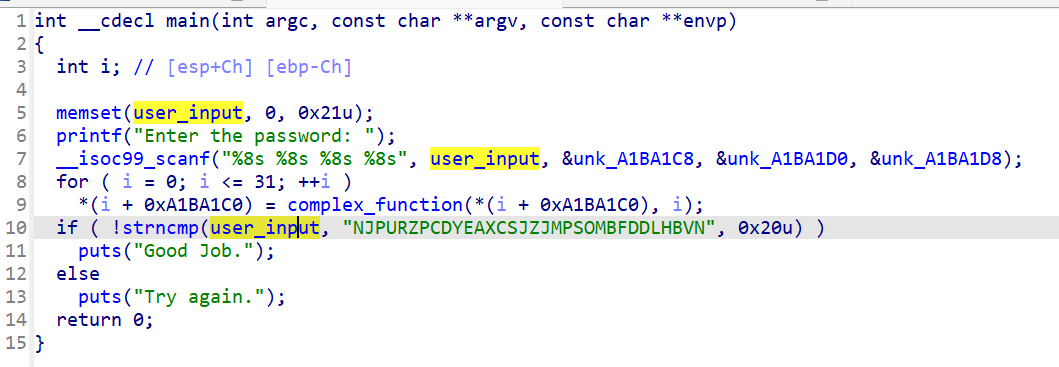 1 int __cdecl main(int argc, const char **argv, const char **envp)
2 {
3   int i; // [esp+Ch] [ebp-Ch]
4
5   memset(user_input, 0, 0x21u);
6   printf("Enter the password: ");
7   __isoc99_scanf("%8s %8s %8s %8s", user_input, &unk_A1BA1C8, &unk_A1BA1D0, &unk_A1BA1D8);
8   for ( i = 0; i <= 31; ++i )
9     *(i + 0xA1BA1C0) = complex_function(*(i + 0xA1BA1C0), i);
10   if ( !strncmp(user_input, "NJPURZPCDYEAXCSJZJMPSOMBFDDLHBVN", 0x20u) )
11     puts("Good Job.");
12   else
13     puts("Try again.");
14   return 0;
15 }